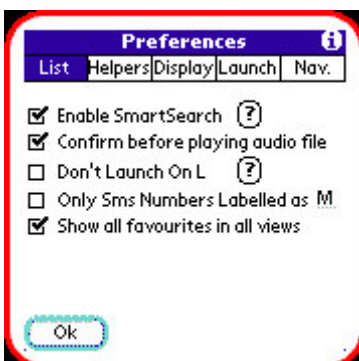 Preferences i
List Helpers Display Launch Nav.
Enable SmartSearch ?
Confirm before playing audio file
Don't Launch On L ?
Only Sms Numbers Labelled as M
Show all favourites in all views
Ok